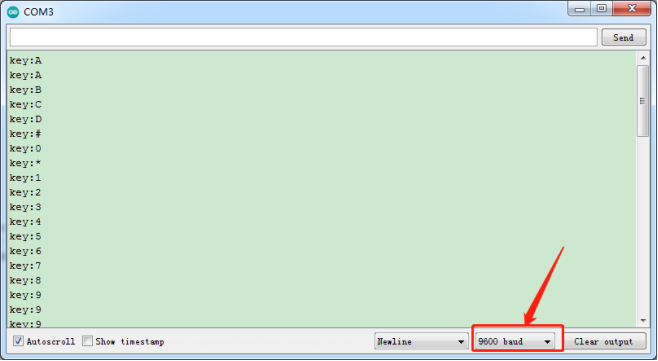 COM3
Send
key:A
key:A
key:B
key:C
key:D
key:#
key:0
key:*
key:1
key:2
key:3
key:4
key:5
key:6
key:7
key:8
key:9
key:9
key:9
Autoscroll Show timestamp Newline 9600 baud Clear output